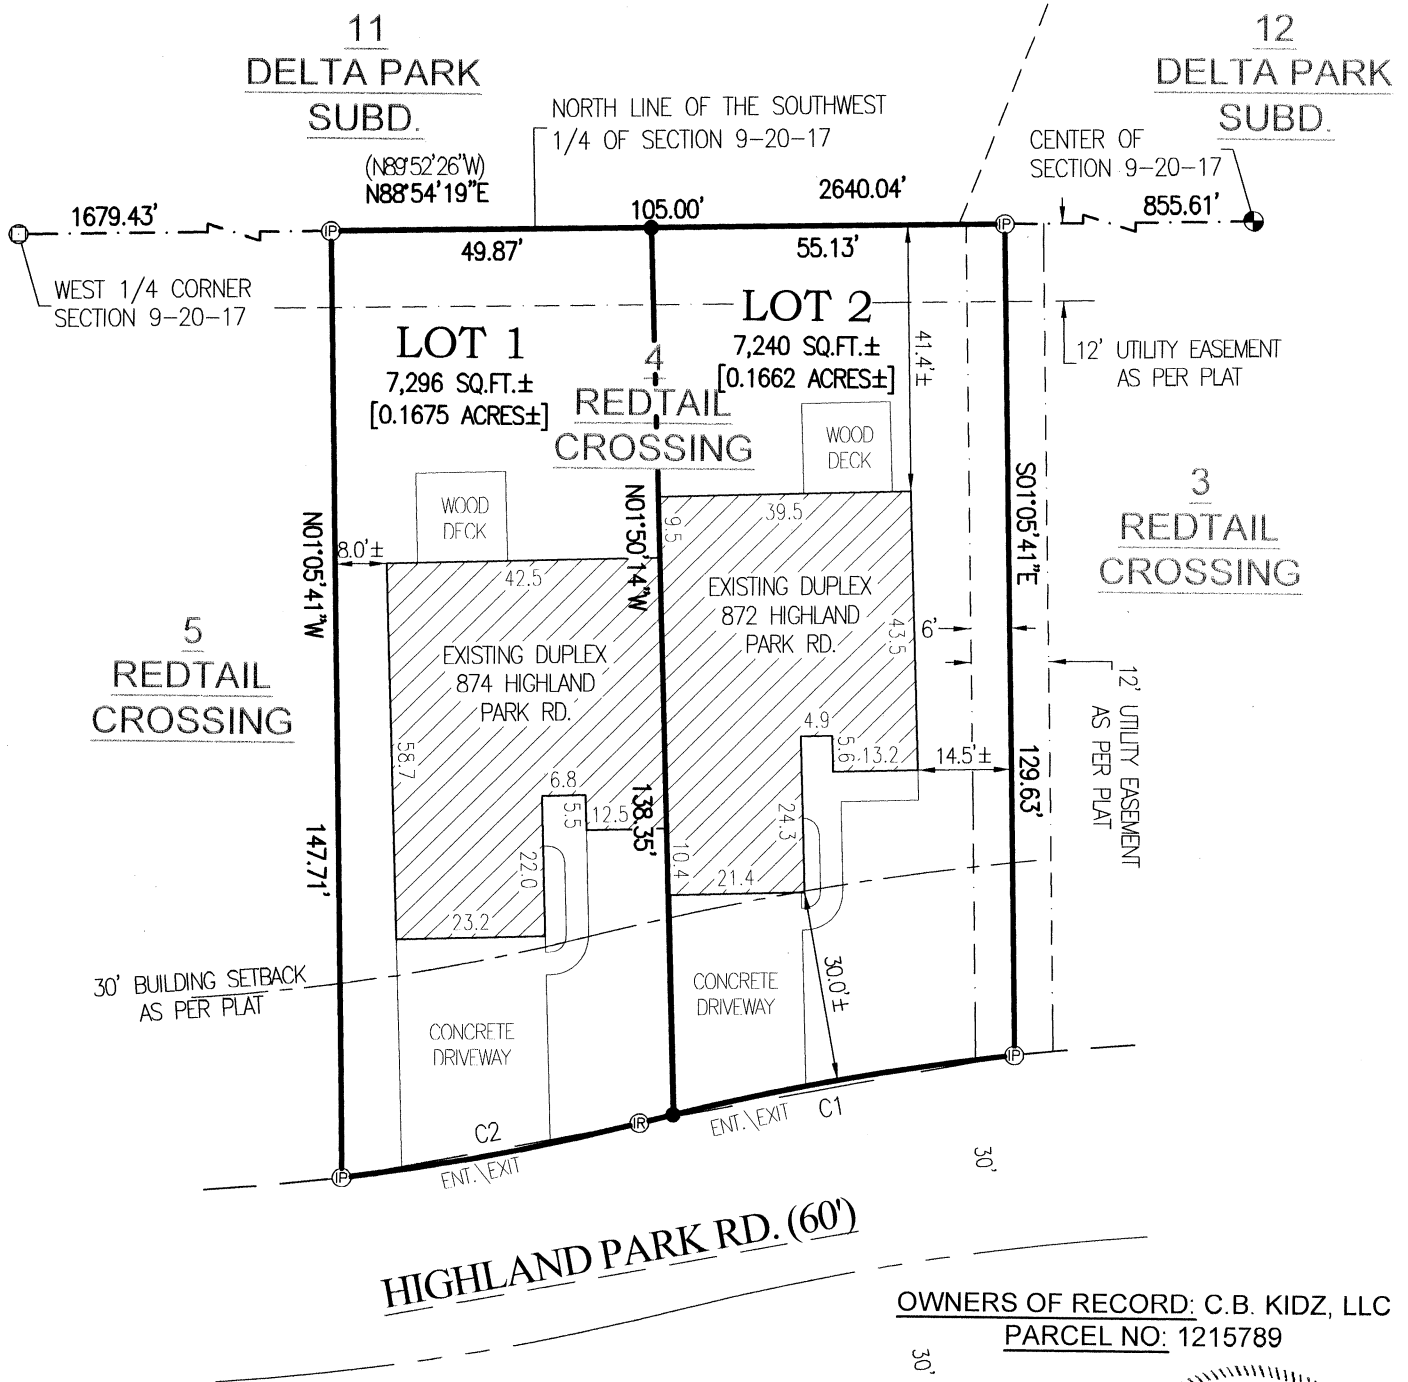 11
DELTA PARK
SUBD.
12
DELTA PARK
SUBD.
NORTH LINE OF THE SOUTHWEST
1/4 OF SECTION 9-20-17
CENTER OF
SECTION 9-20-17
(N89°52'26"W)
N88°54'19"E
1679.43'
105.00'
2640.04'
855.61'
IP
IP
49.87'
55.13'
WEST 1/4 CORNER
SECTION 9-20-17
LOT 1
7,296 SQ.FT.±
[0.1675 ACRES±]
LOT 2
7,240 SQ.FT.±
[0.1662 ACRES±]
41.4'±
12' UTILITY EASEMENT
AS PER PLAT
4
REDTAIL
CROSSING
WOOD
DECK
WOOD
DECK
3
REDTAIL
CROSSING
5
REDTAIL
CROSSING
N01°05'41"W
147.71'
8.0'±
42.5
N01°50'14"W
138.35'
9.5
39.5
S01°05'41"E
129.63'
EXISTING DUPLEX
874 HIGHLAND
PARK RD.
EXISTING DUPLEX
872 HIGHLAND
PARK RD.
43.5
6'
12' UTILITY EASEMENT
AS PER PLAT
58.7
6.8
5.5
12.5
22.0
23.2
4.9
5.6
13.2
14.5'±
24.3
10.4
21.4
30' BUILDING SETBACK
AS PER PLAT
CONCRETE
DRIVEWAY
CONCRETE
DRIVEWAY
30.0'±
IP
IR
IP
C2
C1
ENT.\EXIT
ENT.\EXIT
30'
HIGHLAND PARK RD. (60')
30'
OWNERS OF RECORD: C.B. KIDZ, LLC
PARCEL NO: 1215789